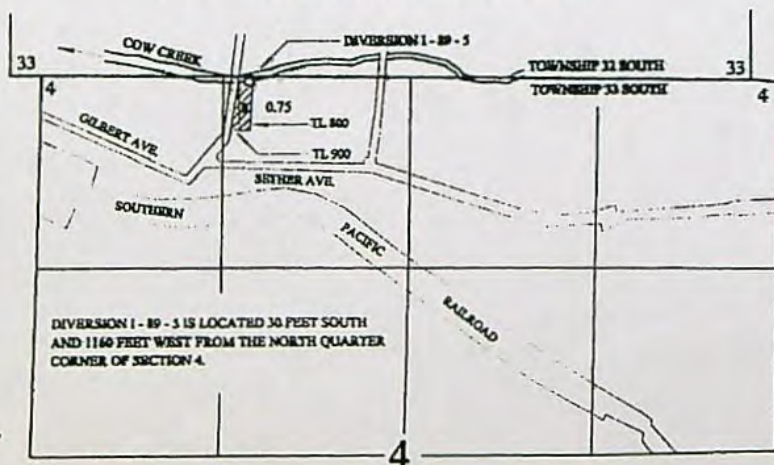 DIVERSION 1 - 89 - 5
COW CREEK
33
TOWNSHIP 32 SOUTH
33
4
TOWNSHIP 33 SOUTH
4
0.75
TL 800
GILBERT AVE.
TL 900
SETHER AVE.
SOUTHERN
PACIFIC
RAILROAD
DIVERSION 1 - 89 - 5 IS LOCATED 30 FEET SOUTH
AND 1160 FEET WEST FROM THE NORTH QUARTER
CORNER OF SECTION 4.
4